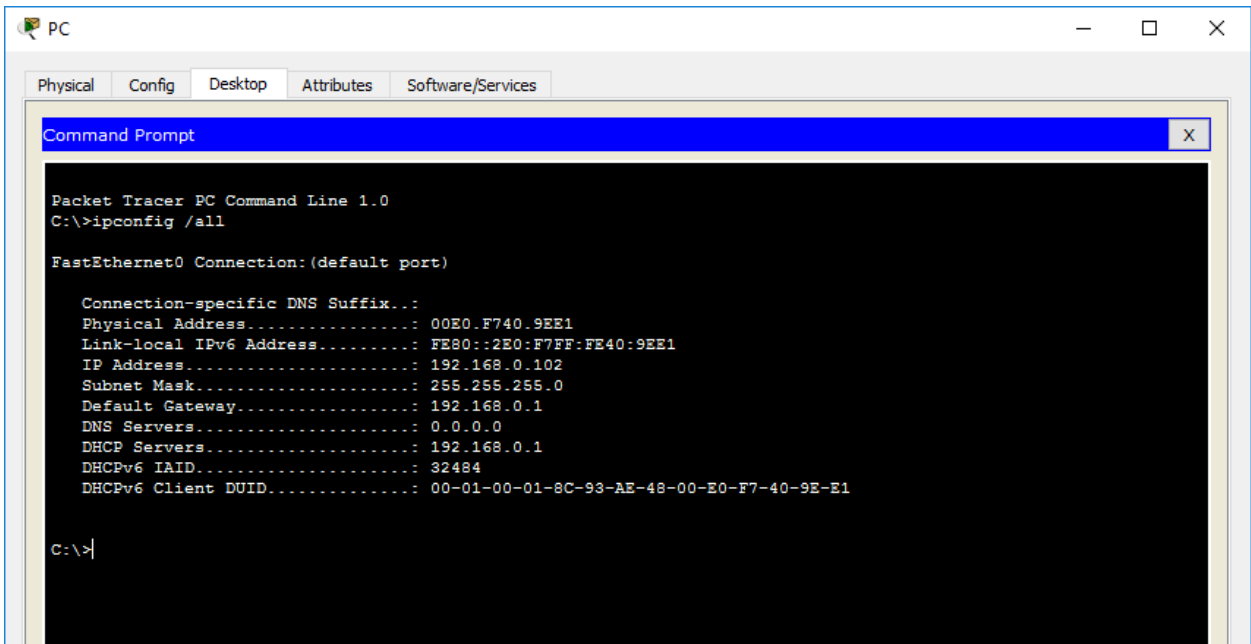 PC
Physical Config Desktop Attributes Software/Services
Command Prompt X
Packet Tracer PC Command Line 1.0
C:\>ipconfig /all
FastEthernet0 Connection:(default port)
Connection-specific DNS Suffix..:
Physical Address................: 00E0.F740.9EE1
Link-local IPv6 Address.........: FE80::2E0:F7FF:FE40:9EE1
IP Address......................: 192.168.0.102
Subnet Mask.....................: 255.255.255.0
Default Gateway.................: 192.168.0.1
DNS Servers.....................: 0.0.0.0
DHCP Servers....................: 192.168.0.1
DHCPv6 IAID.....................: 32484
DHCPv6 Client DUID..............: 00-01-00-01-8C-93-AE-48-00-E0-F7-40-9E-E1
C:\>